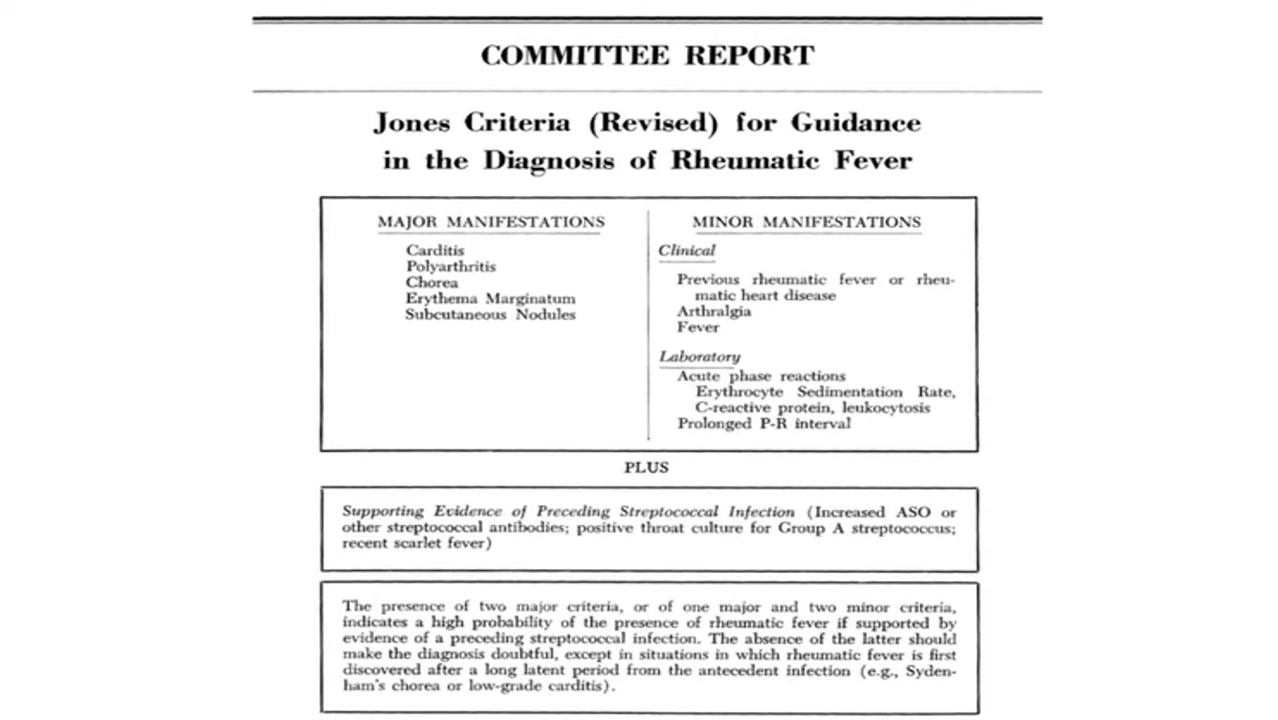 COMMITTEE REPORT
Jones Criteria (Revised) for Guidance
in the Diagnosis of Rheumatic Fever
MAJOR MANIFESTATIONS
Carditis
Polyarthritis
Chorea
Erythema Marginatum
Subcutaneous Nodules
MINOR MANIFESTATIONS
Clinical
Previous rheumatic fever or rheu-
matic heart disease
Arthralgia
Fever
Laboratory
Acute phase reactions
Erythrocyte Sedimentation Rate,
C-reactive protein, leukocytosis
Prolonged P-R interval
PLUS
Supporting Evidence of Preceding Streptococcal Infection (Increased ASO or
other streptococcal antibodies; positive throat culture for Group A streptococcus;
recent scarlet fever)
The presence of two major criteria, or of one major and two minor criteria,
indicates a high probability of the presence of rheumatic fever if supported by
evidence of a preceding streptococcal infection. The absence of the latter should
make the diagnosis doubtful, except in situations in which rheumatic fever is first
discovered after a long latent period from the antecedent infection (e.g., Syden-
ham's chorea or low-grade carditis).